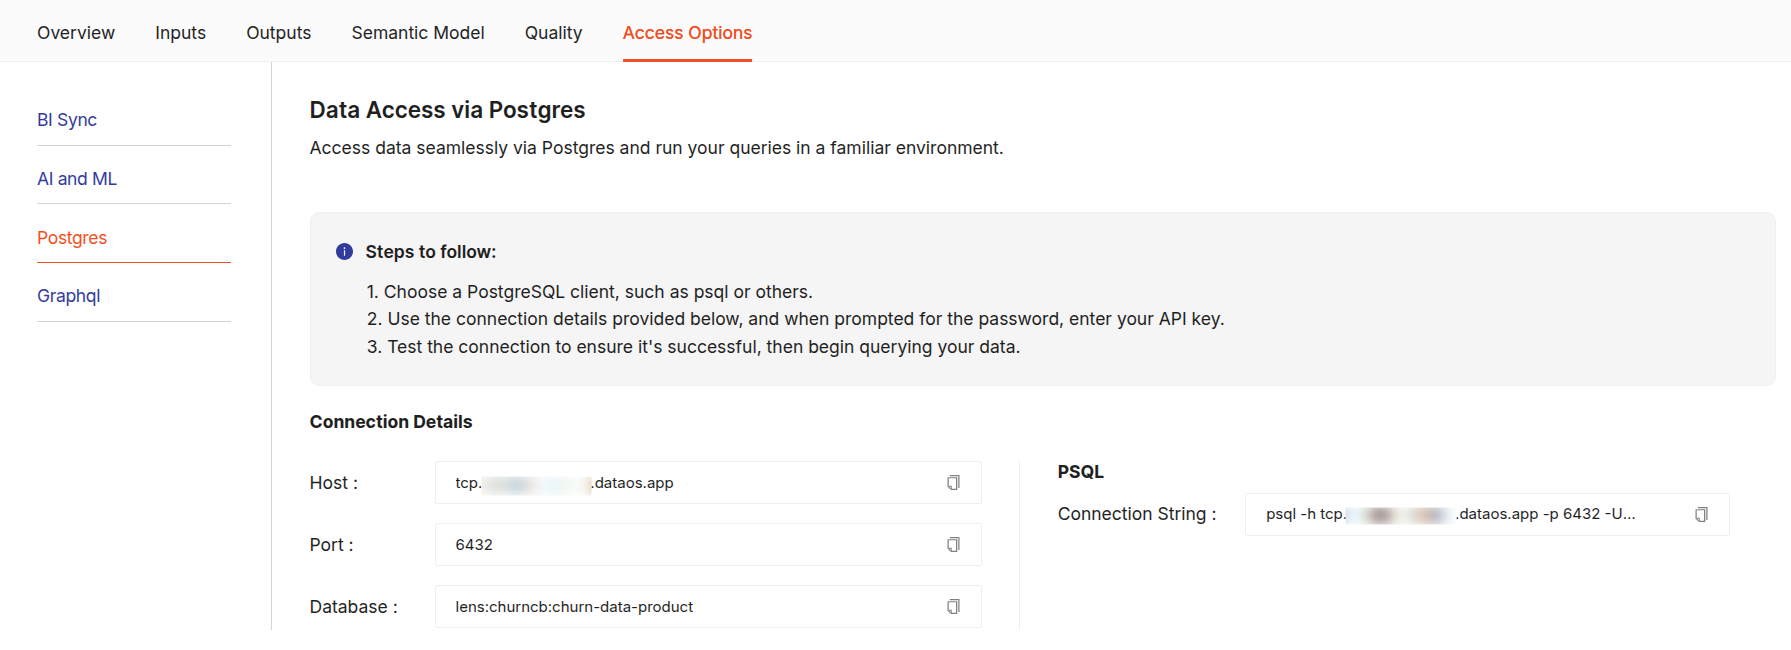 Overview Inputs Outputs Semantic Model Quality Access Options
BI Sync
AI and ML
Postgres
Graphql
Data Access via Postgres
Access data seamlessly via Postgres and run your queries in a familiar environment.
Steps to follow:
1. Choose a PostgreSQL client, such as psql or others.
2. Use the connection details provided below, and when prompted for the password, enter your API key.
3. Test the connection to ensure it's successful, then begin querying your data.
Connection Details
Host : tcp. .dataos.app
Port : 6432
Database : lens:churncb:churn-data-product
PSQL
Connection String : psql -h tcp. .dataos.app -p 6432 -U...